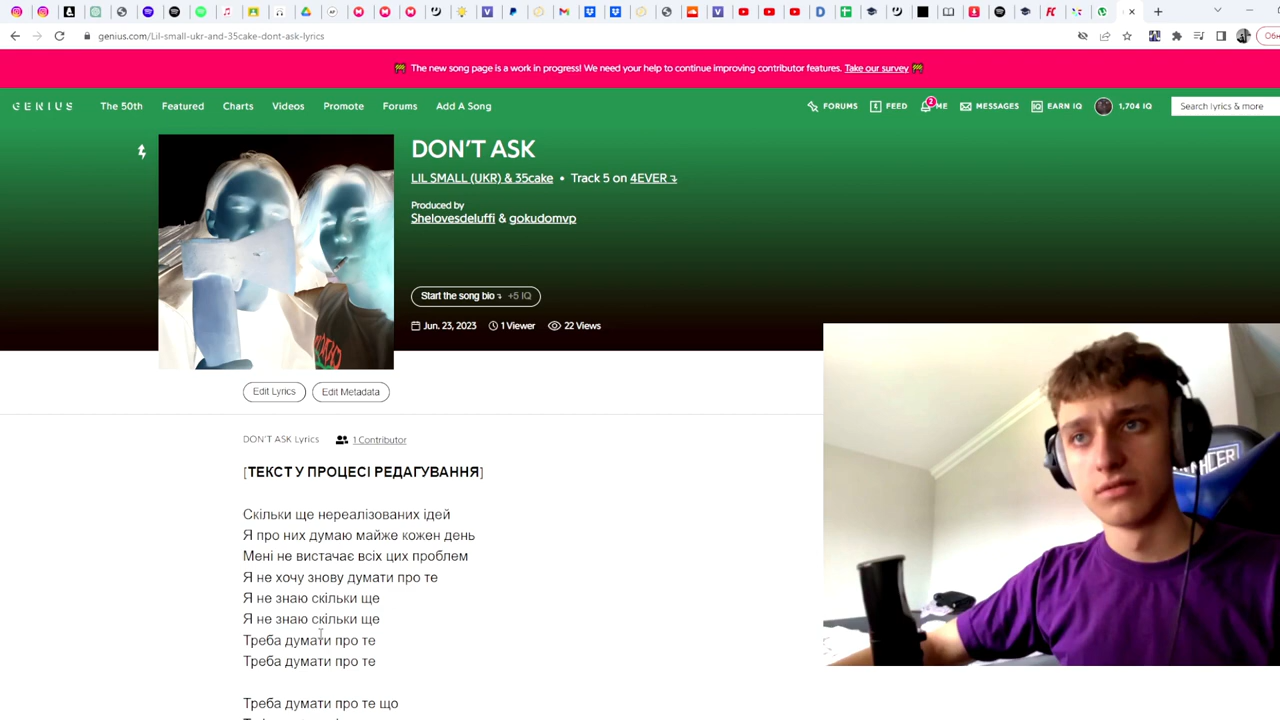 genius.com/Lil-small-ukr-and-35cake-dont-ask-lyrics
The new song page is a work in progress! We need your help to continue improving contributor features. Take our survey
GENIUS The 50th Featured Charts Videos Promote Forums Add A Song FORUMS FEED 2 ME MESSAGES EARN IQ 1,704 IQ Search lyrics & more
DON'T ASK
LIL SMALL (UKR) & 35cake • Track 5 on 4EVER
Produced by
Shelovesdeluffi & gokudomvp
Start the song bio +5 IQ
Jun. 23, 2023 1 Viewer 22 Views
Edit Lyrics Edit Metadata
DON'T ASK Lyrics 1 Contributor
[ТЕКСТ У ПРОЦЕСІ РЕДАГУВАННЯ]
Скільки ще нереалізованих ідей
Я про них думаю майже кожен день
Мені не вистачає всіх цих проблем
Я не хочу знову думати про те
Я не знаю скільки ще
Я не знаю скільки ще
Треба думати про те
Треба думати про те
Треба думати про те що